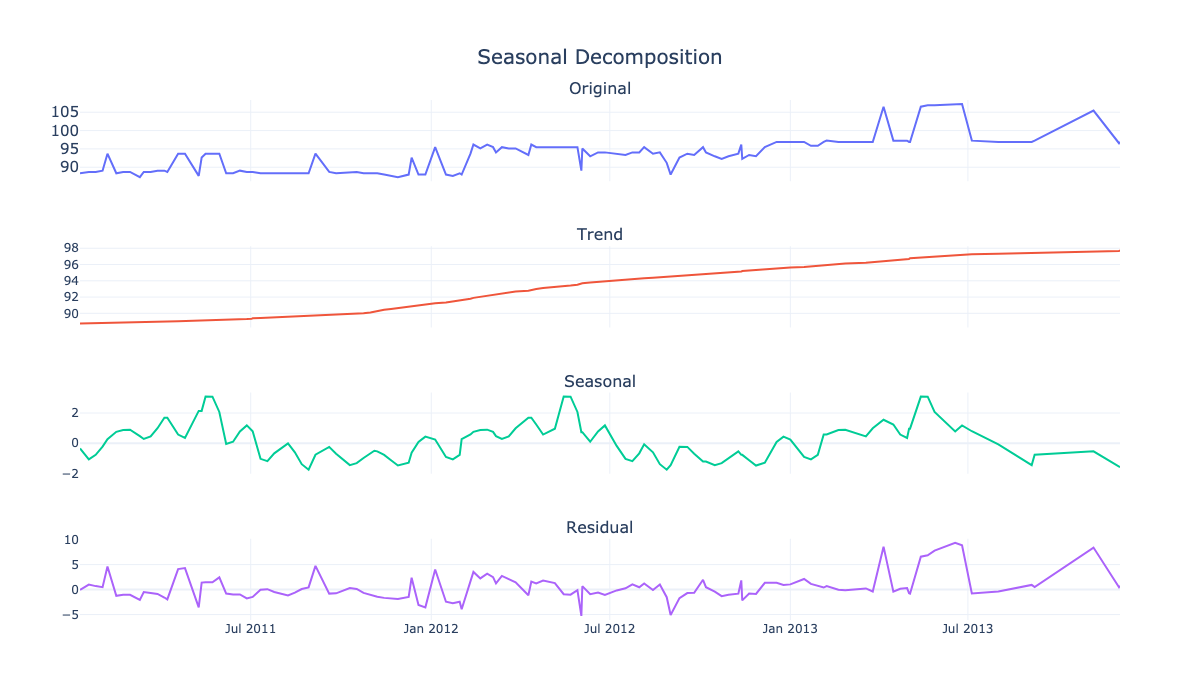 Seasonal Decomposition
Original
105
100
95
90
Trend
98
96
94
92
90
Seasonal
2
0
−2
Residual
10
5
0
−5
Jul 2011
Jan 2012
Jul 2012
Jan 2013
Jul 2013